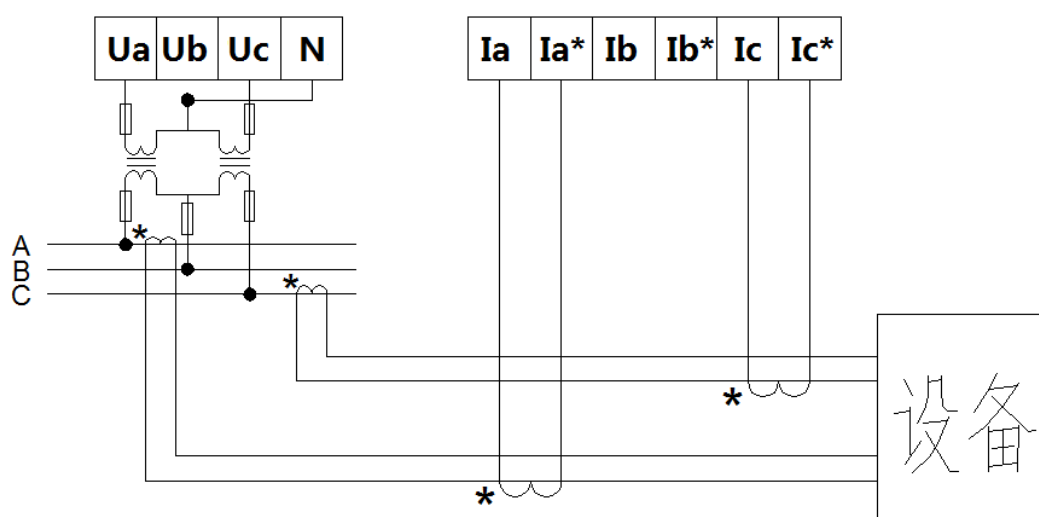 Ua Ub Uc N Ia Ia* Ib Ib* Ic Ic*
A *
B
C *
*
设备
*